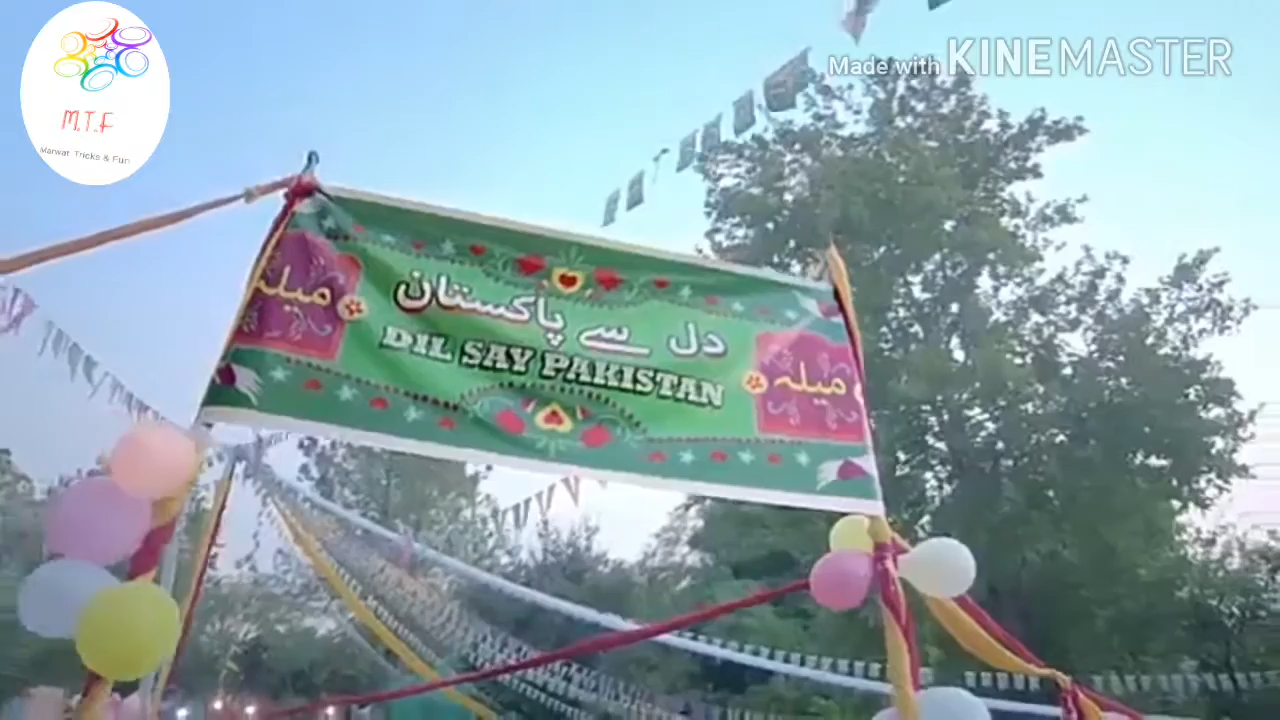 M.T.F
Marwat Tricks & Fun
Made with KINEMASTER
میلہ
دل سے پاکستان
DIL SAY PAKISTAN
میلہ